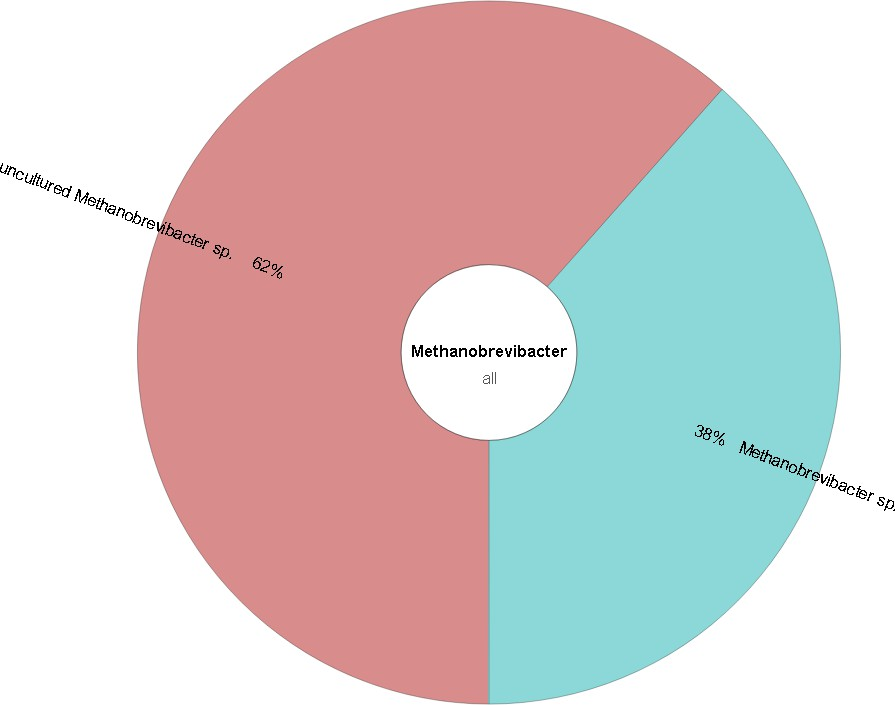 uncultured Methanobrevibacter sp. 62%
Methanobrevibacter
all
38% Methanobrevibacter sp.